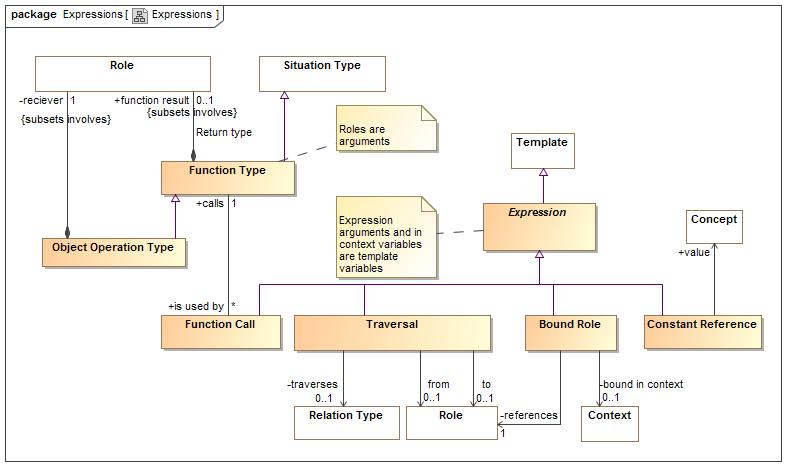 package Expressions [ Expressions ]
Role
Situation Type
-reciever 1
{subsets involves}
+function result 0..1
{subsets involves}
Return type
Roles are
arguments
Template
Function Type
+calls 1
Expression
Expression
arguments and in
context variables
are template
variables
Concept
+value
Object Operation Type
+is used by *
Function Call
Traversal
Bound Role
Constant Reference
-traverses
0..1
from
0..1
to
0..1
-bound in context
0..1
-references
1
Relation Type
Role
Context